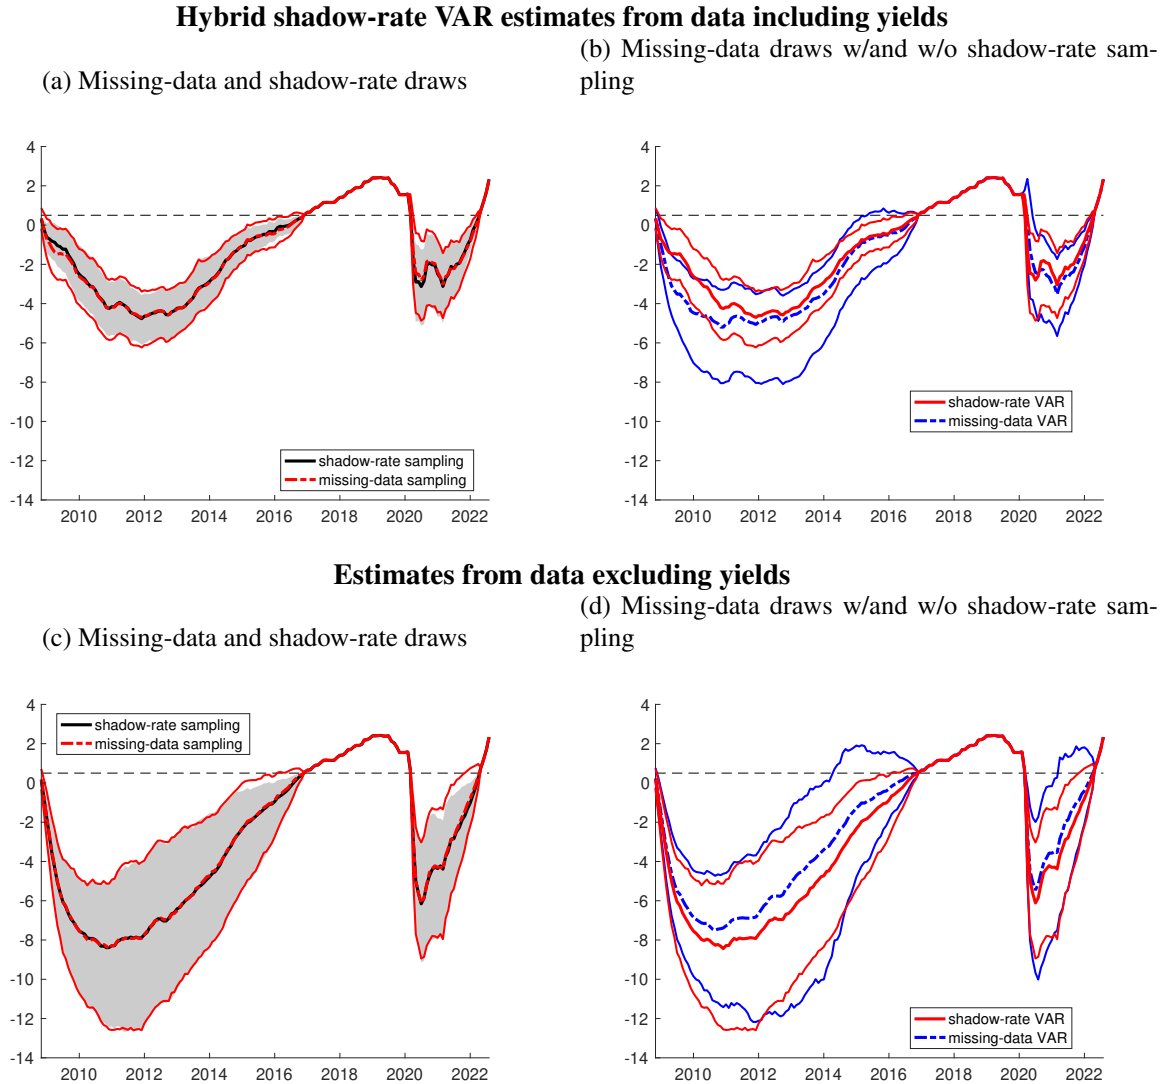 Hybrid shadow-rate VAR estimates from data including yields
(a) Missing-data and shadow-rate draws
(b) Missing-data draws w/and w/o shadow-rate sam-
pling
4
2
0
-2
-4
-6
-8
-10
-12
-14
2010 2012 2014 2016 2018 2020 2022
shadow-rate sampling
missing-data sampling
4
2
0
-2
-4
-6
-8
-10
-12
-14
2010 2012 2014 2016 2018 2020 2022
shadow-rate VAR
missing-data VAR
Estimates from data excluding yields
(c) Missing-data and shadow-rate draws
(d) Missing-data draws w/and w/o shadow-rate sam-
pling
4
2
0
-2
-4
-6
-8
-10
-12
-14
2010 2012 2014 2016 2018 2020 2022
shadow-rate sampling
missing-data sampling
4
2
0
-2
-4
-6
-8
-10
-12
-14
2010 2012 2014 2016 2018 2020 2022
shadow-rate VAR
missing-data VAR